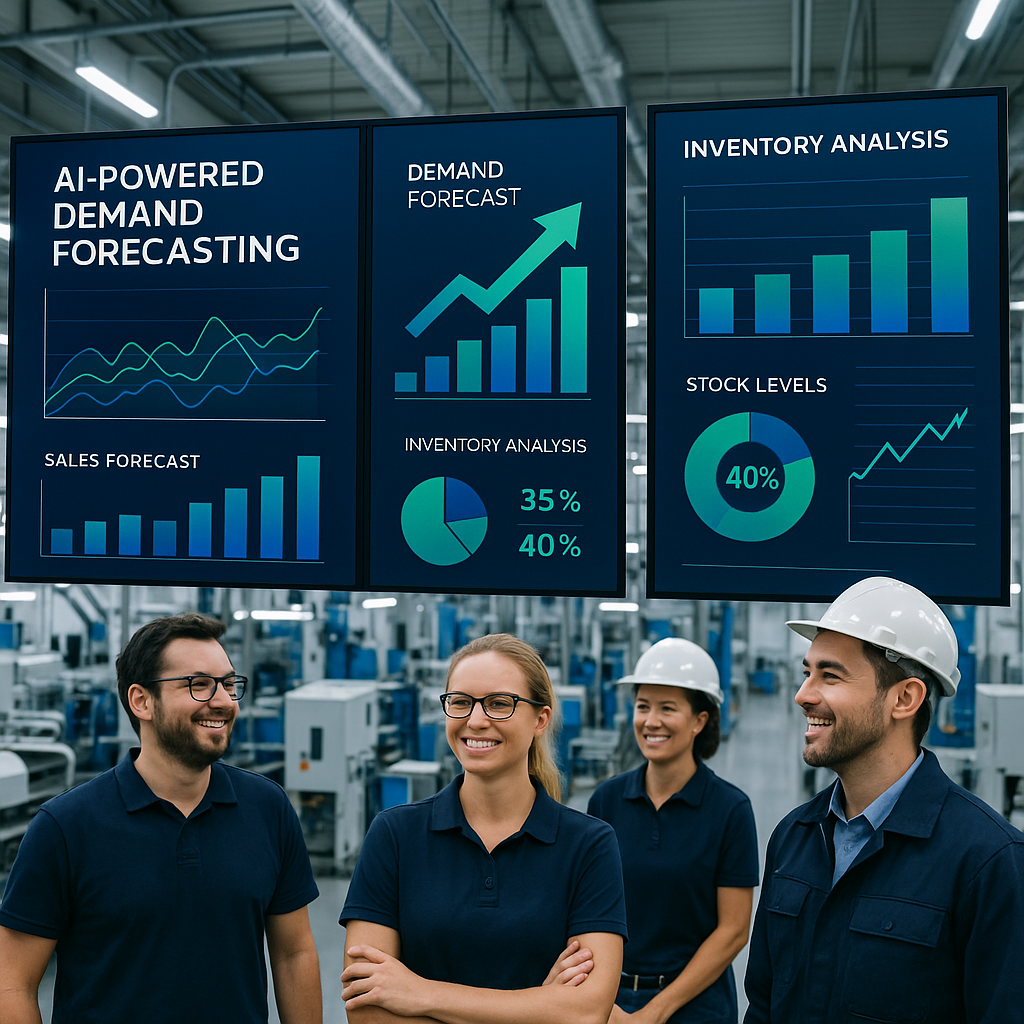 AI-POWERED
DEMAND
FORECASTING
SALES FORECAST
DEMAND
FORECAST
INVENTORY ANALYSIS
35%
40%
INVENTORY ANALYSIS
STOCK LEVELS
40%